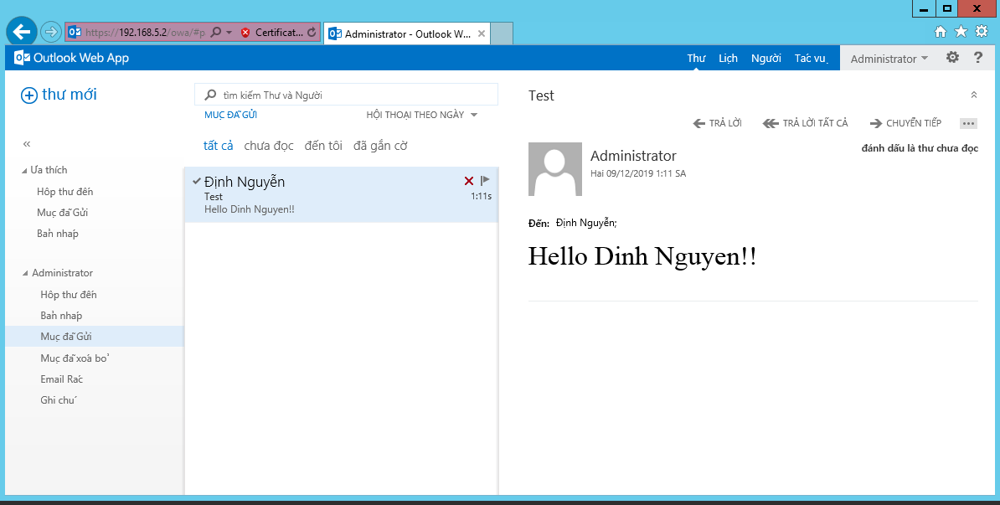 https://192.168.5.2/owa/#p
Certificat...
Administrator - Outlook W...
Outlook Web App
Thư
Lịch
Người
Tác vụ
Administrator
?
thư mới
tìm kiếm Thư và Người
MỤC ĐÃ GỬI
HỘI THOẠI THEO NGÀY
«
tất cả
chưa đọc
đến tôi
đã gắn cờ
Ưa thích
Hộp thư đến
Mục đã Gửi
Bản nháp
Administrator
Hộp thư đến
Bản nháp
Mục đã Gửi
Mục đã xóa bỏ
Email Rác
Ghi chú
Định Nguyễn
Test
1:11s
Hello Dinh Nguyen!!
Test
TRẢ LỜI
TRẢ LỜI TẤT CẢ
CHUYỂN TIẾP
•••
đánh dấu là thư chưa đọc
Administrator
Hai 09/12/2019 1:11 SA
Đến: Định Nguyễn;
Hello Dinh Nguyen!!